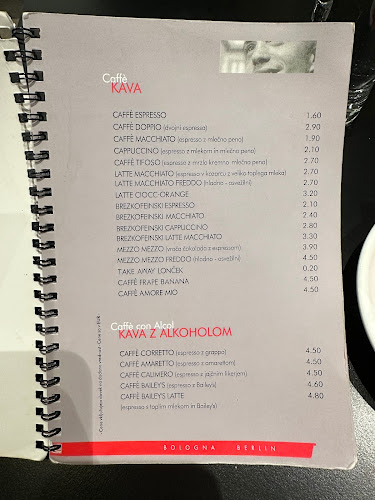 Caffè
KAVA
CAFFÈ ESPRESSO 1.60
CAFFÈ DOPPIO (dvojni espresso) 2.90
CAFFÈ MACCHIATO (espresso z mlečno peno) 1.90
CAPPUCCINO (espresso z mlekom in mlečno peno) 2.10
CAFFÈ TIFOSO (espresso z mrzlo kremno mlečno peno) 2.70
LATTE MACCHIATO (espresso v kozarcu z veliko toplega mleka) 2.70
LATTE MACCHIATO FREDDO (hladno - osvežilni) 2.70
LATTE CIOCC-ORANGE 3.20
BREZKOFEINSKI ESPRESSO 2.10
BREZKOFEINSKI MACCHIATO 2.40
BREZKOFEINSKI CAPPUCCINO 2.80
BREZKOFEINSKI LATTE MACCHIATO 3.30
MEZZO MEZZO (vroča čokolada z espressom) 3.90
MEZZO MEZZO FREDDO (hladno - osvežilni) 4.50
TAKE AWAY LONČEK 0.20
CAFFÈ FRAPE BANANA 4.50
CAFFÈ AMORE MIO 4.50
Caffè con Alcol
KAVA Z ALKOHOLOM
CAFFÈ CORRETTO (espresso z grappo) 4.50
CAFFÈ AMARETTO (espresso z amarettom) 4.50
CAFFÈ CALIMERO (espresso z jajčnim likerjem) 4.50
CAFFÈ BAILEY'S (espresso z Bailey's) 4.60
CAFFÈ BAILEY'S LATTE 4.80
(espresso s toplim mlekom in Bailey's)
BOLOGNA BERLIN